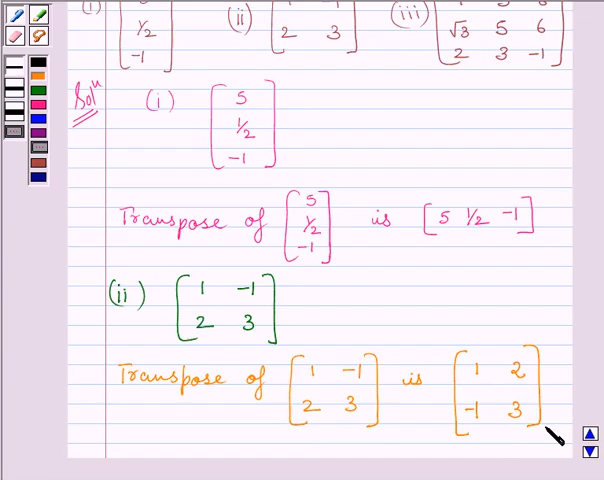 (i) [ 1/2 -1 ] (ii) [ 2 3 ] (iii) [ √3 5 6
2 3 -1 ]
Solⁿ
(i) [ 5
1/2
-1 ]
Transpose of [ 5 1/2 -1 ] is [ 5 1/2 -1 ]
(ii) [ 1 -1
2 3 ]
Transpose of [ 1 -1
2 3 ] is [ 1 2
-1 3 ]